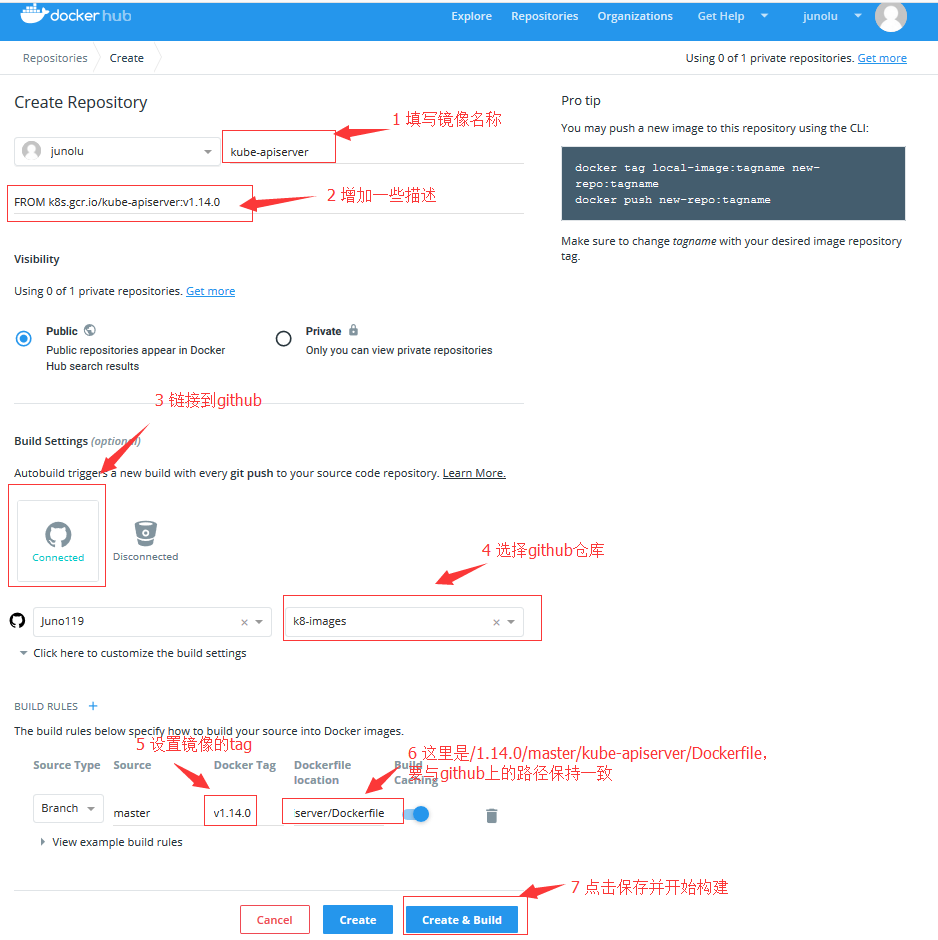 docker hub
Explore Repositories Organizations Get Help junolu
Repositories Create
Using 0 of 1 private repositories. Get more
Create Repository
1 填写镜像名称
junolu
kube-apiserver
2 增加一些描述
FROM k8s.gcr.io/kube-apiserver:v1.14.0
Pro tip
You may push a new image to this repository using the CLI:
docker tag local-image:tagname new-
repo:tagname
docker push new-repo:tagname
Make sure to change tagname with your desired image repository
tag.
Visibility
Using 0 of 1 private repositories. Get more
Public
Public repositories appear in Docker
Hub search results
Private
Only you can view private repositories
3 链接到github
Build Settings (optional)
Autobuild triggers a new build with every git push to your source code repository. Learn More.
Connected
Disconnected
4 选择github仓库
Juno119
k8-images
Click here to customize the build settings
BUILD RULES +
The build rules below specify how to build your source into Docker images.
5 设置镜像的tag
6 这里是/1.14.0/master/kube-apiserver/Dockerfile，
要与github上的路径保持一致
Source Type Source Docker Tag Dockerfile
location
Build
Caching
Branch
master
v1.14.0
server/Dockerfile
View example build rules
7 点击保存并开始构建
Cancel
Create
Create & Build